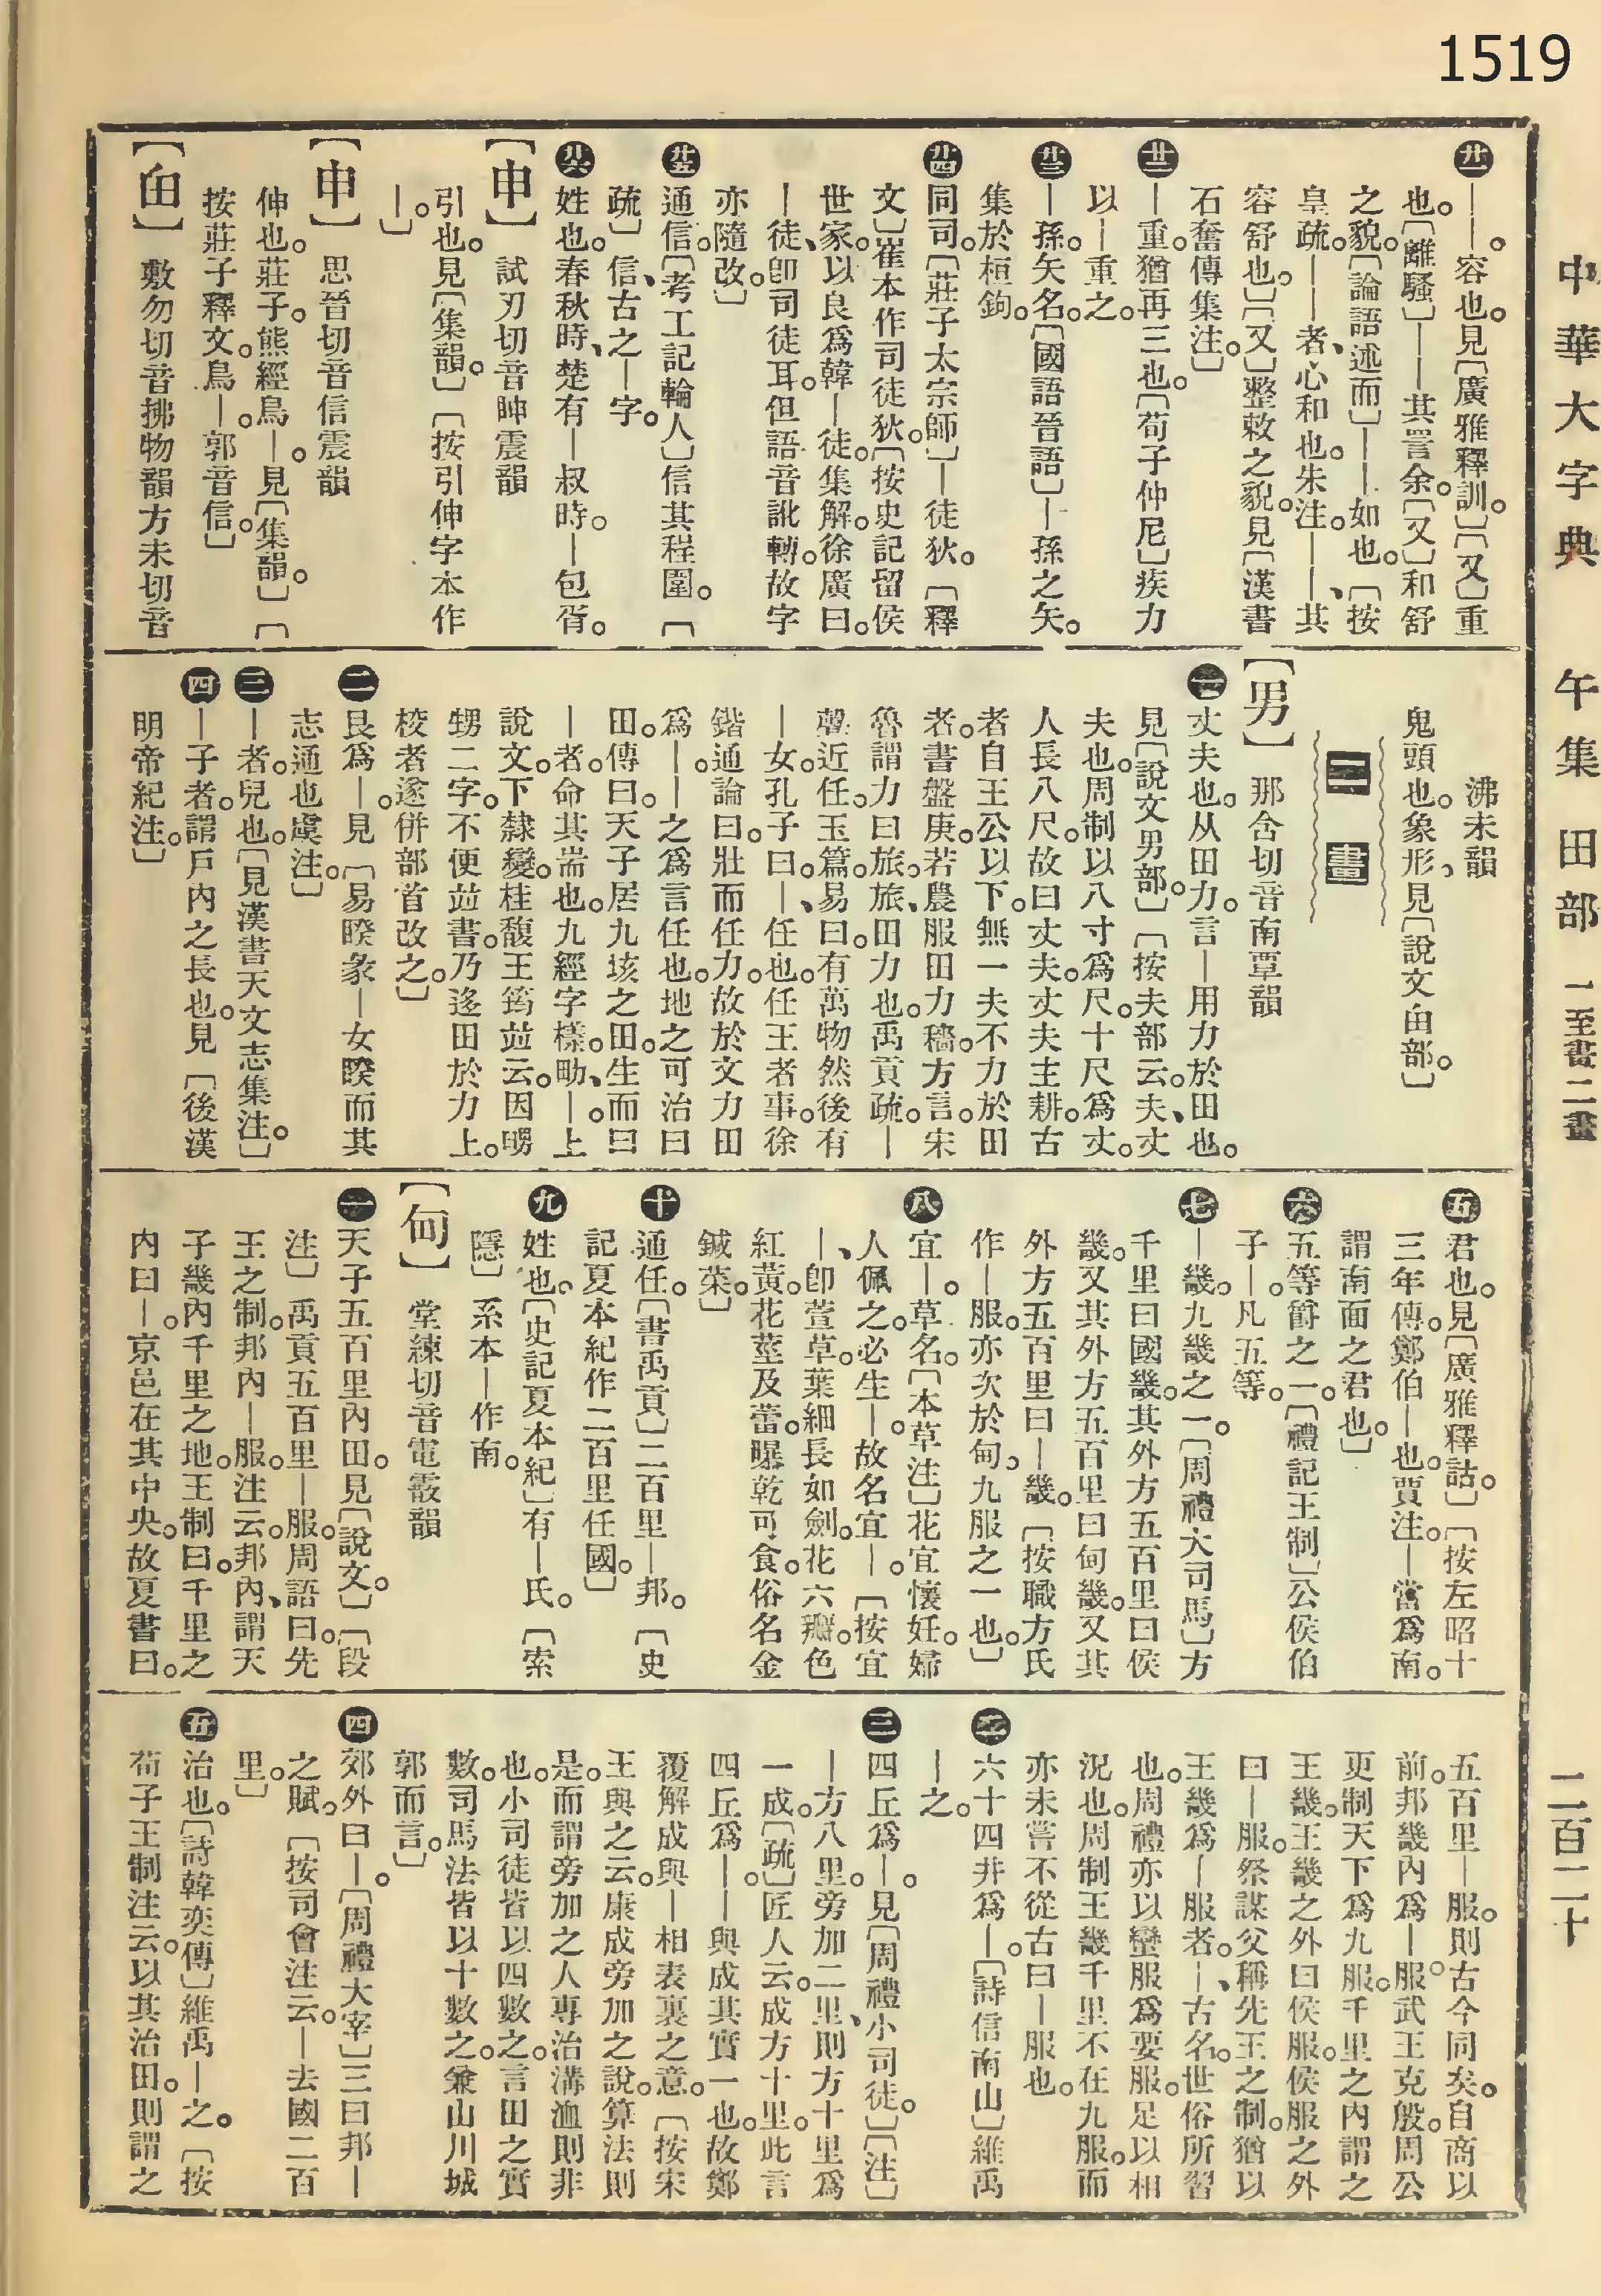 1519
中華大字典　午集　田部　一至畫二畫
二百二十
廿一
——。容也。見〔廣雅釋訓。〕〔又〕重
也。〔離騷〕——其詈余。〔又〕和舒
之貌。〔論語述而〕——如也。〔按
皇疏。——者、心和也。朱注。——、其
容舒也。〕〔又〕整敕之貌。見〔漢書
石奮傳集注。〕
廿二
—重。猶再三也。〔荀子仲尼〕疾力
以—重之。
廿三
—孫。矢名。〔國語晉語〕—孫之矢。
集於桓鉤。
廿四
同司。〔莊子太宗師〕—徒狄。〔釋
文〕崔本作司徒狄。〔按史記留侯
世家。以良爲韓—徒。集解。徐廣曰。
—徒、卽司徒耳。但語音訛轉。故字
亦隨改。〕
廿五
通信。〔考工記輪人〕信其桯圍。〔
疏〕信、古之—字。
廿六
姓也。春秋時、楚有—叔時。—包胥。
〔申〕　試刃切音眒震韻
引也。見〔集韻。〕〔按引伸字本作
—。〕
〔申〕　思晉切音信震韻
伸也。莊子。熊經鳥—。見〔集韻。〕〔
按莊子釋文。鳥—。郭音信。〕
〔甶〕　敷勿切音拂物韻方未切音
沸未韻
鬼頭也。象形，見〔說文甶部。〕
二畫
〔男〕　那含切音南覃韻
一
丈夫也。从田力。言—用力於田也。
見〔說文男部。〕〔按夫部云。夫、丈
夫也。周制以八寸爲尺。十尺爲丈。
人長八尺。故曰丈夫。丈夫主耕。古
者自王公以下。無一夫不力於田
者。書盤庚。若農服田力穡。方言。宋
魯謂力曰旅。旅、田力也。禹貢疏。—
聲近任。玉篇。易曰。有萬物然後有
—女。孔子曰。—、任也。任王者事。徐
鍇通論曰。壯而任力。故於文力田
爲—。—之爲言任也。地之可治曰
田。傳曰。天子居九垓之田。生而曰
—者。命其耑也。九經字樣。㽗、—。上
說文。下隸變。桂馥王筠竝云。因甥
甥二字。不便竝書。乃迻田於力上。
校者遂併部首改之。〕
二
艮爲—。見〔易睽彖—女睽而其
志通也虞注。〕
三
—者。兒也。〔見漢書天文志集注。〕
四
—子者。謂戶內之長也。見〔後漢
明帝紀注。〕
五
君也。見〔廣雅釋詁。〕〔按左昭十
三年傳。鄭伯—也。賈注。—當爲南。
謂南面之君也。〕
六
五等爵之一。〔禮記王制〕公侯伯
子—。凡五等。
七
—畿。九畿之一。〔周禮大司馬〕方
千里曰國畿。其外方五百里曰侯
畿。又其外方五百里曰甸畿。又其
外方五百里曰—畿。〔按職方氏
作—服。亦次於甸。九服之一也。〕
八
宜—。草名。〔本草注〕花宜懷妊。婦
人佩之。必生—。故名宜—。〔按宜
—、卽萱草。葉細長如劍。花六瓣。色
紅黃。花莖及蕾。曝乾可食。俗名金
鍼菜。〕
十
通任。〔書禹貢〕二百里—邦。〔史
記夏本紀作二百里任國。〕
九
姓也。〔史記夏本紀〕有—氏。〔索
隱〕系本—作南。
〔甸〕　堂練切音電霰韻
一
天子五百里內田。見〔說文。〕〔段
注〕禹貢五百里—服。周語曰。先
王之制。邦內—服。注云。邦內、謂天
子畿內千里之地。王制曰。千里之
內曰—。京邑在其中央。故夏書曰。
五百里—服。則古今同矣。自商以
前。邦畿內爲—服。武王克殷。周公
更制天下爲九服。千里之內謂之
王畿。王畿之外曰侯服。侯服之外
曰—服。祭謀父稱先王之制。猶以
王畿爲—服者。—、古名。世俗所習
也。周禮亦以蠻服爲要服。足以相
況也。周制王畿千里不在九服。而
亦未嘗不從古曰—服也。
二
六十四井爲—。〔詩信南山〕維禹
—之。
三
四丘爲—。見〔周禮小司徒。〕〔注〕
—方八里。旁加二里、則方十里爲
一成。〔疏〕匠人云。成方十里。此言
四丘爲—。—與成其實一也。故鄭
覆解成與—相表裏之意。〔按宋
王與之云。康成旁加之說。算法則
是。而謂旁加之人專治溝洫則非
也。小司徒皆以四數之。言田之實
數。司馬法皆以十數之。兼山川城
郭而言。〕
四
郊外曰—。〔周禮大宰〕三曰邦—
之賦。〔按司會注云。—去國二百
里。〕
五
治也。〔詩韓奕傳〕維禹—之。〔按
荀子王制注云。以其治田。則謂之